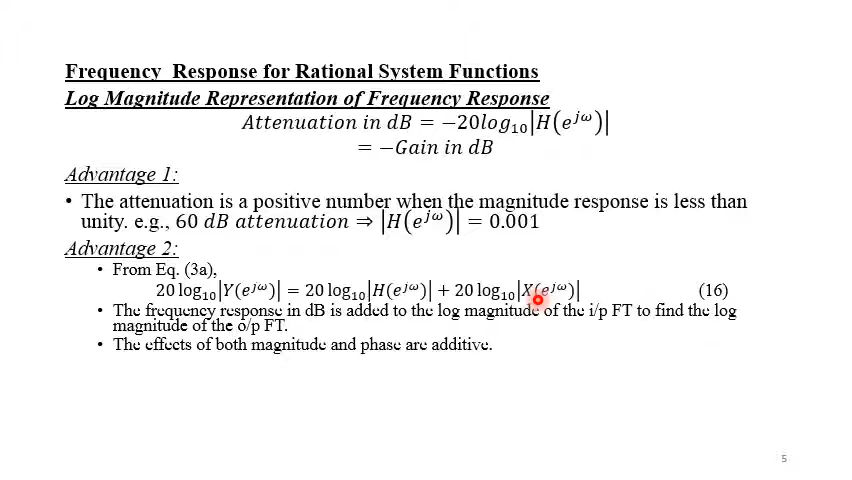 Frequency Response for Rational System Functions
Log Magnitude Representation of Frequency Response
Attenuation in dB = −20log₁₀|H(e^{jω})|
= −Gain in dB
Advantage 1:
• The attenuation is a positive number when the magnitude response is less than
unity. e.g., 60 dB attenuation ⇒ |H(e^{jω})| = 0.001
Advantage 2:
• From Eq. (3a),
20 log₁₀|Y(e^{jω})| = 20 log₁₀|H(e^{jω})| + 20 log₁₀|X(e^{jω})| (16)
• The frequency response in dB is added to the log magnitude of the i/p FT to find the log
magnitude of the o/p FT.
• The effects of both magnitude and phase are additive.
5